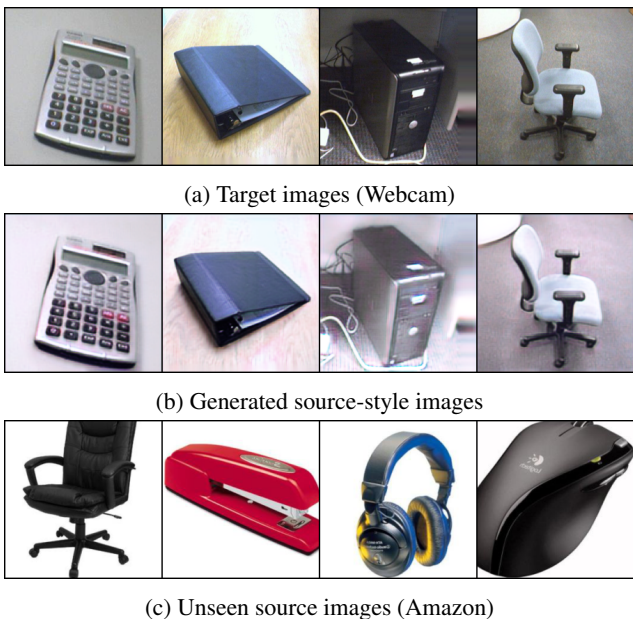 (a) Target images (Webcam)
(b) Generated source-style images
(c) Unseen source images (Amazon)